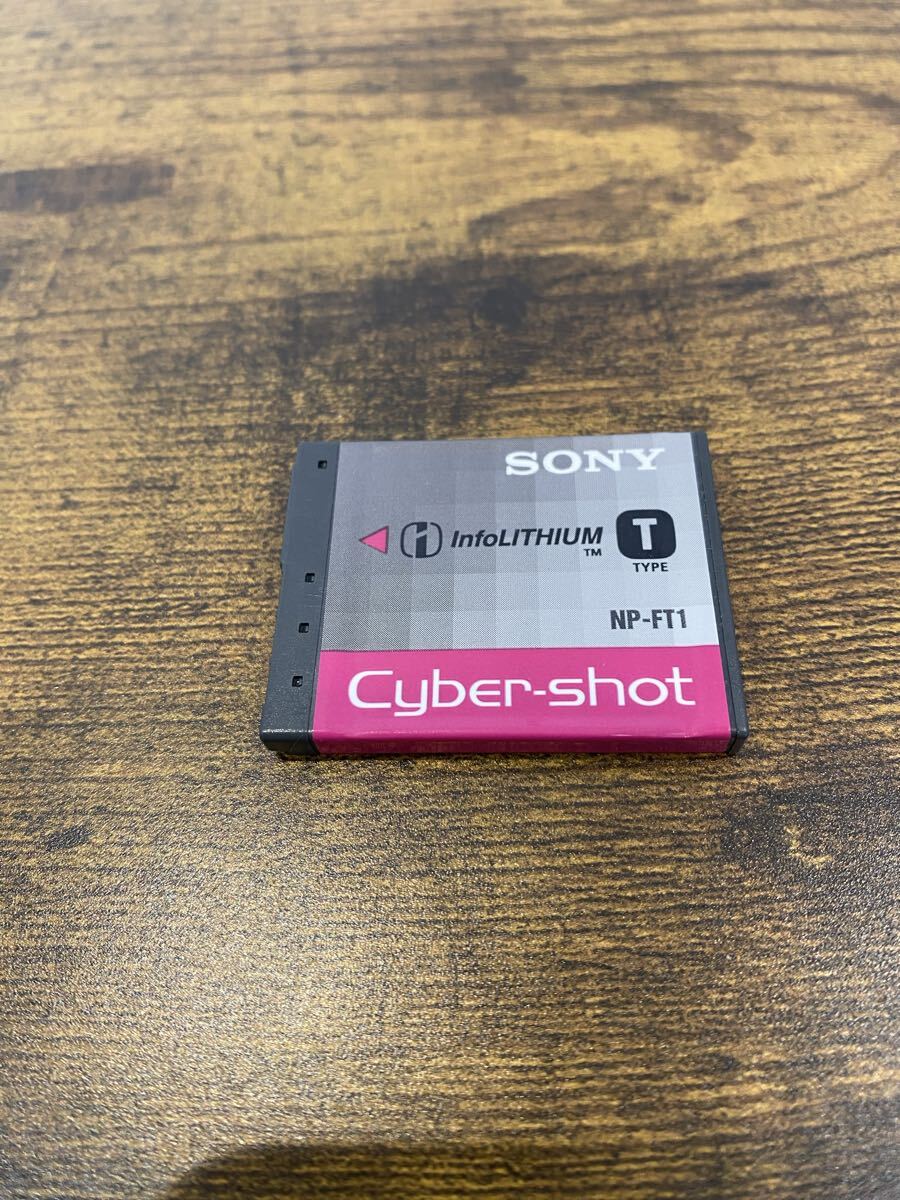 SONY
InfoLITHIUM TM
T
TYPE
NP-FT1
Cyber-shot